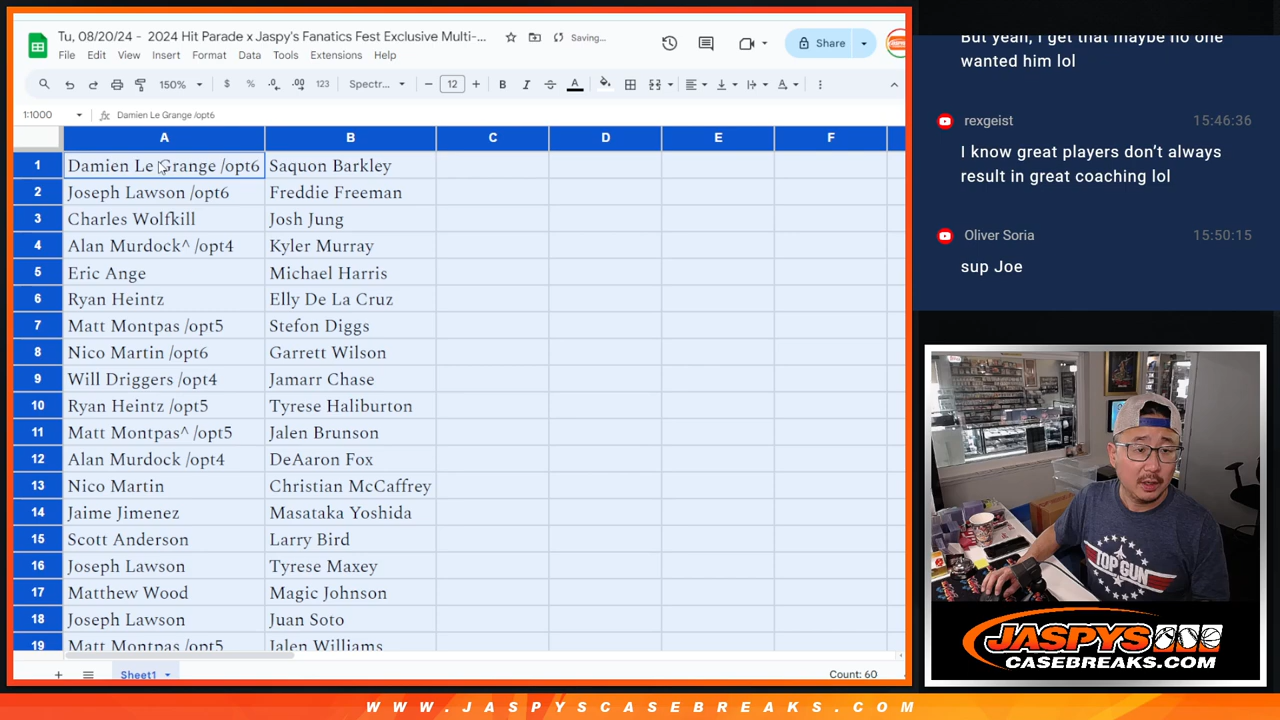 Tu, 08/20/24 - 2024 Hit Parade x Jaspy's Fanatics Fest Exclusive Multi-...
Saving...
Share
File Edit View Insert Format Data Tools Extensions Help
150% $ % .0 .00 123 Spectr... 12 B I A
1:1000 fx Damien Le Grange /opt6
A B C D E F
1 Damien Le Grange /opt6 Saquon Barkley
2 Joseph Lawson /opt6 Freddie Freeman
3 Charles Wolfkill Josh Jung
4 Alan Murdock^ /opt4 Kyler Murray
5 Eric Ange Michael Harris
6 Ryan Heintz Elly De La Cruz
7 Matt Montpas /opt5 Stefon Diggs
8 Nico Martin /opt6 Garrett Wilson
9 Will Driggers /opt4 Jamarr Chase
10 Ryan Heintz /opt5 Tyrese Haliburton
11 Matt Montpas^ /opt5 Jalen Brunson
12 Alan Murdock /opt4 DeAaron Fox
13 Nico Martin Christian McCaffrey
14 Jaime Jimenez Masataka Yoshida
15 Scott Anderson Larry Bird
16 Joseph Lawson Tyrese Maxey
17 Matthew Wood Magic Johnson
18 Joseph Lawson Juan Soto
19 Matt Montpas /opt5 Jalen Williams
Sheet1
Count: 60
But yeah, I get that maybe no one
wanted him lol
rexgeist 15:46:36
I know great players don't always
result in great coaching lol
Oliver Soria 15:50:15
sup Joe
TOP GUN
JASPYS
CASEBREAKS.COM
WWW.JASPYSCASEBREAKS.COM